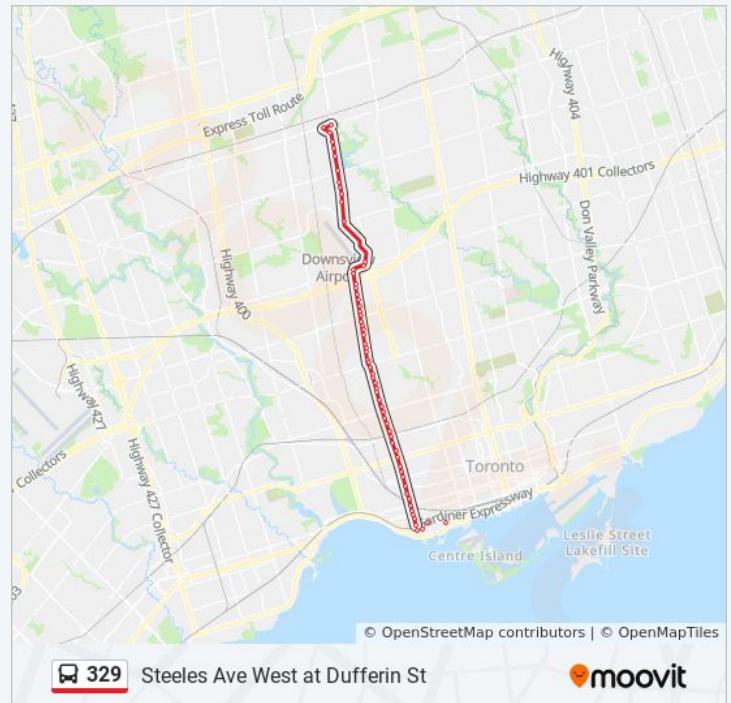 Highway 404
Express Toll Route
Highway 401 Collectors
Don Valley Parkway
Downsview
Airport
Highway 400
Highway 427
Collectors
Highway 427 Collector
Toronto
Gardiner Expressway
Leslie Street
Lakefill Site
Centre Island
© OpenStreetMap contributors | © OpenMapTiles
329 Steeles Ave West at Dufferin St
moovit